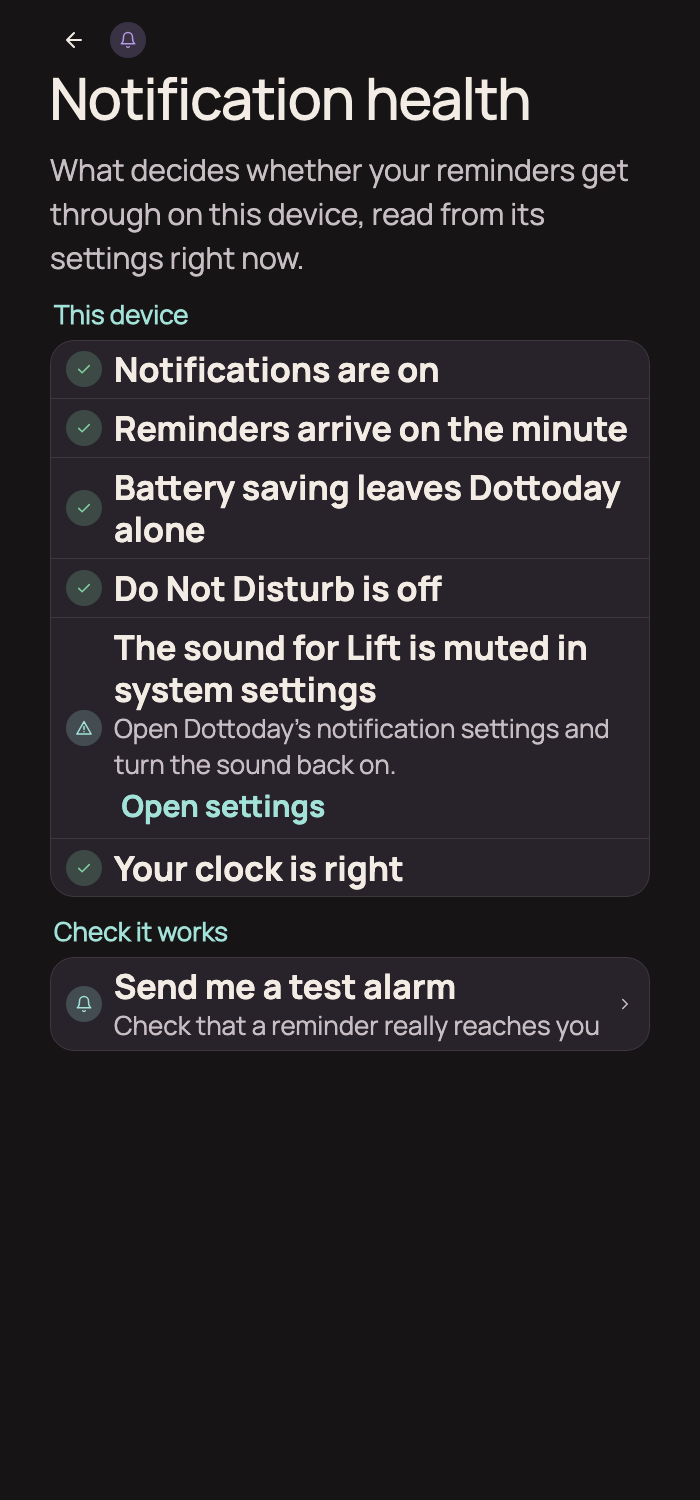 Notification health
What decides whether your reminders get
through on this device, read from its
settings right now.
This device
Notifications are on
Reminders arrive on the minute
Battery saving leaves Dottoday
alone
Do Not Disturb is off
The sound for Lift is muted in
system settings
Open Dottoday’s notification settings and
turn the sound back on.
Open settings
Your clock is right
Check it works
Send me a test alarm
Check that a reminder really reaches you